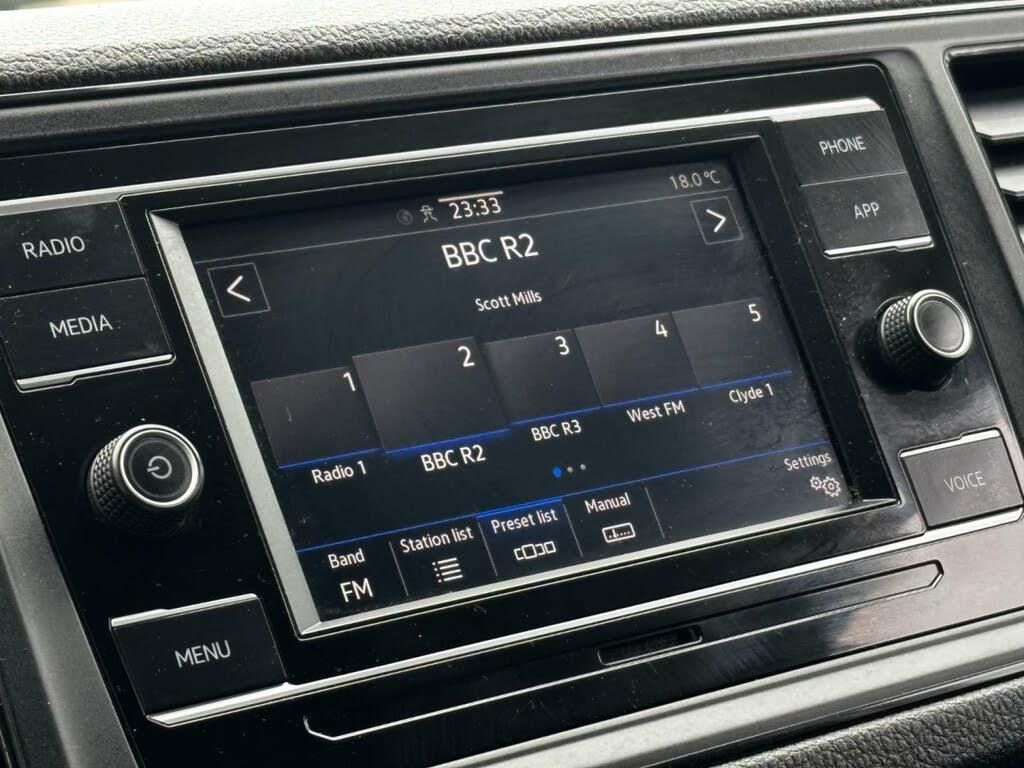 PHONE
18.0 °C
23:33
APP
RADIO
BBC R2
<
>
MEDIA
Scott Mills
1
2
3
4
5
Radio 1
BBC R2
BBC R3
West FM
Clyde 1
Settings
Band
FM
Station list
Preset list
Manual
VOICE
MENU